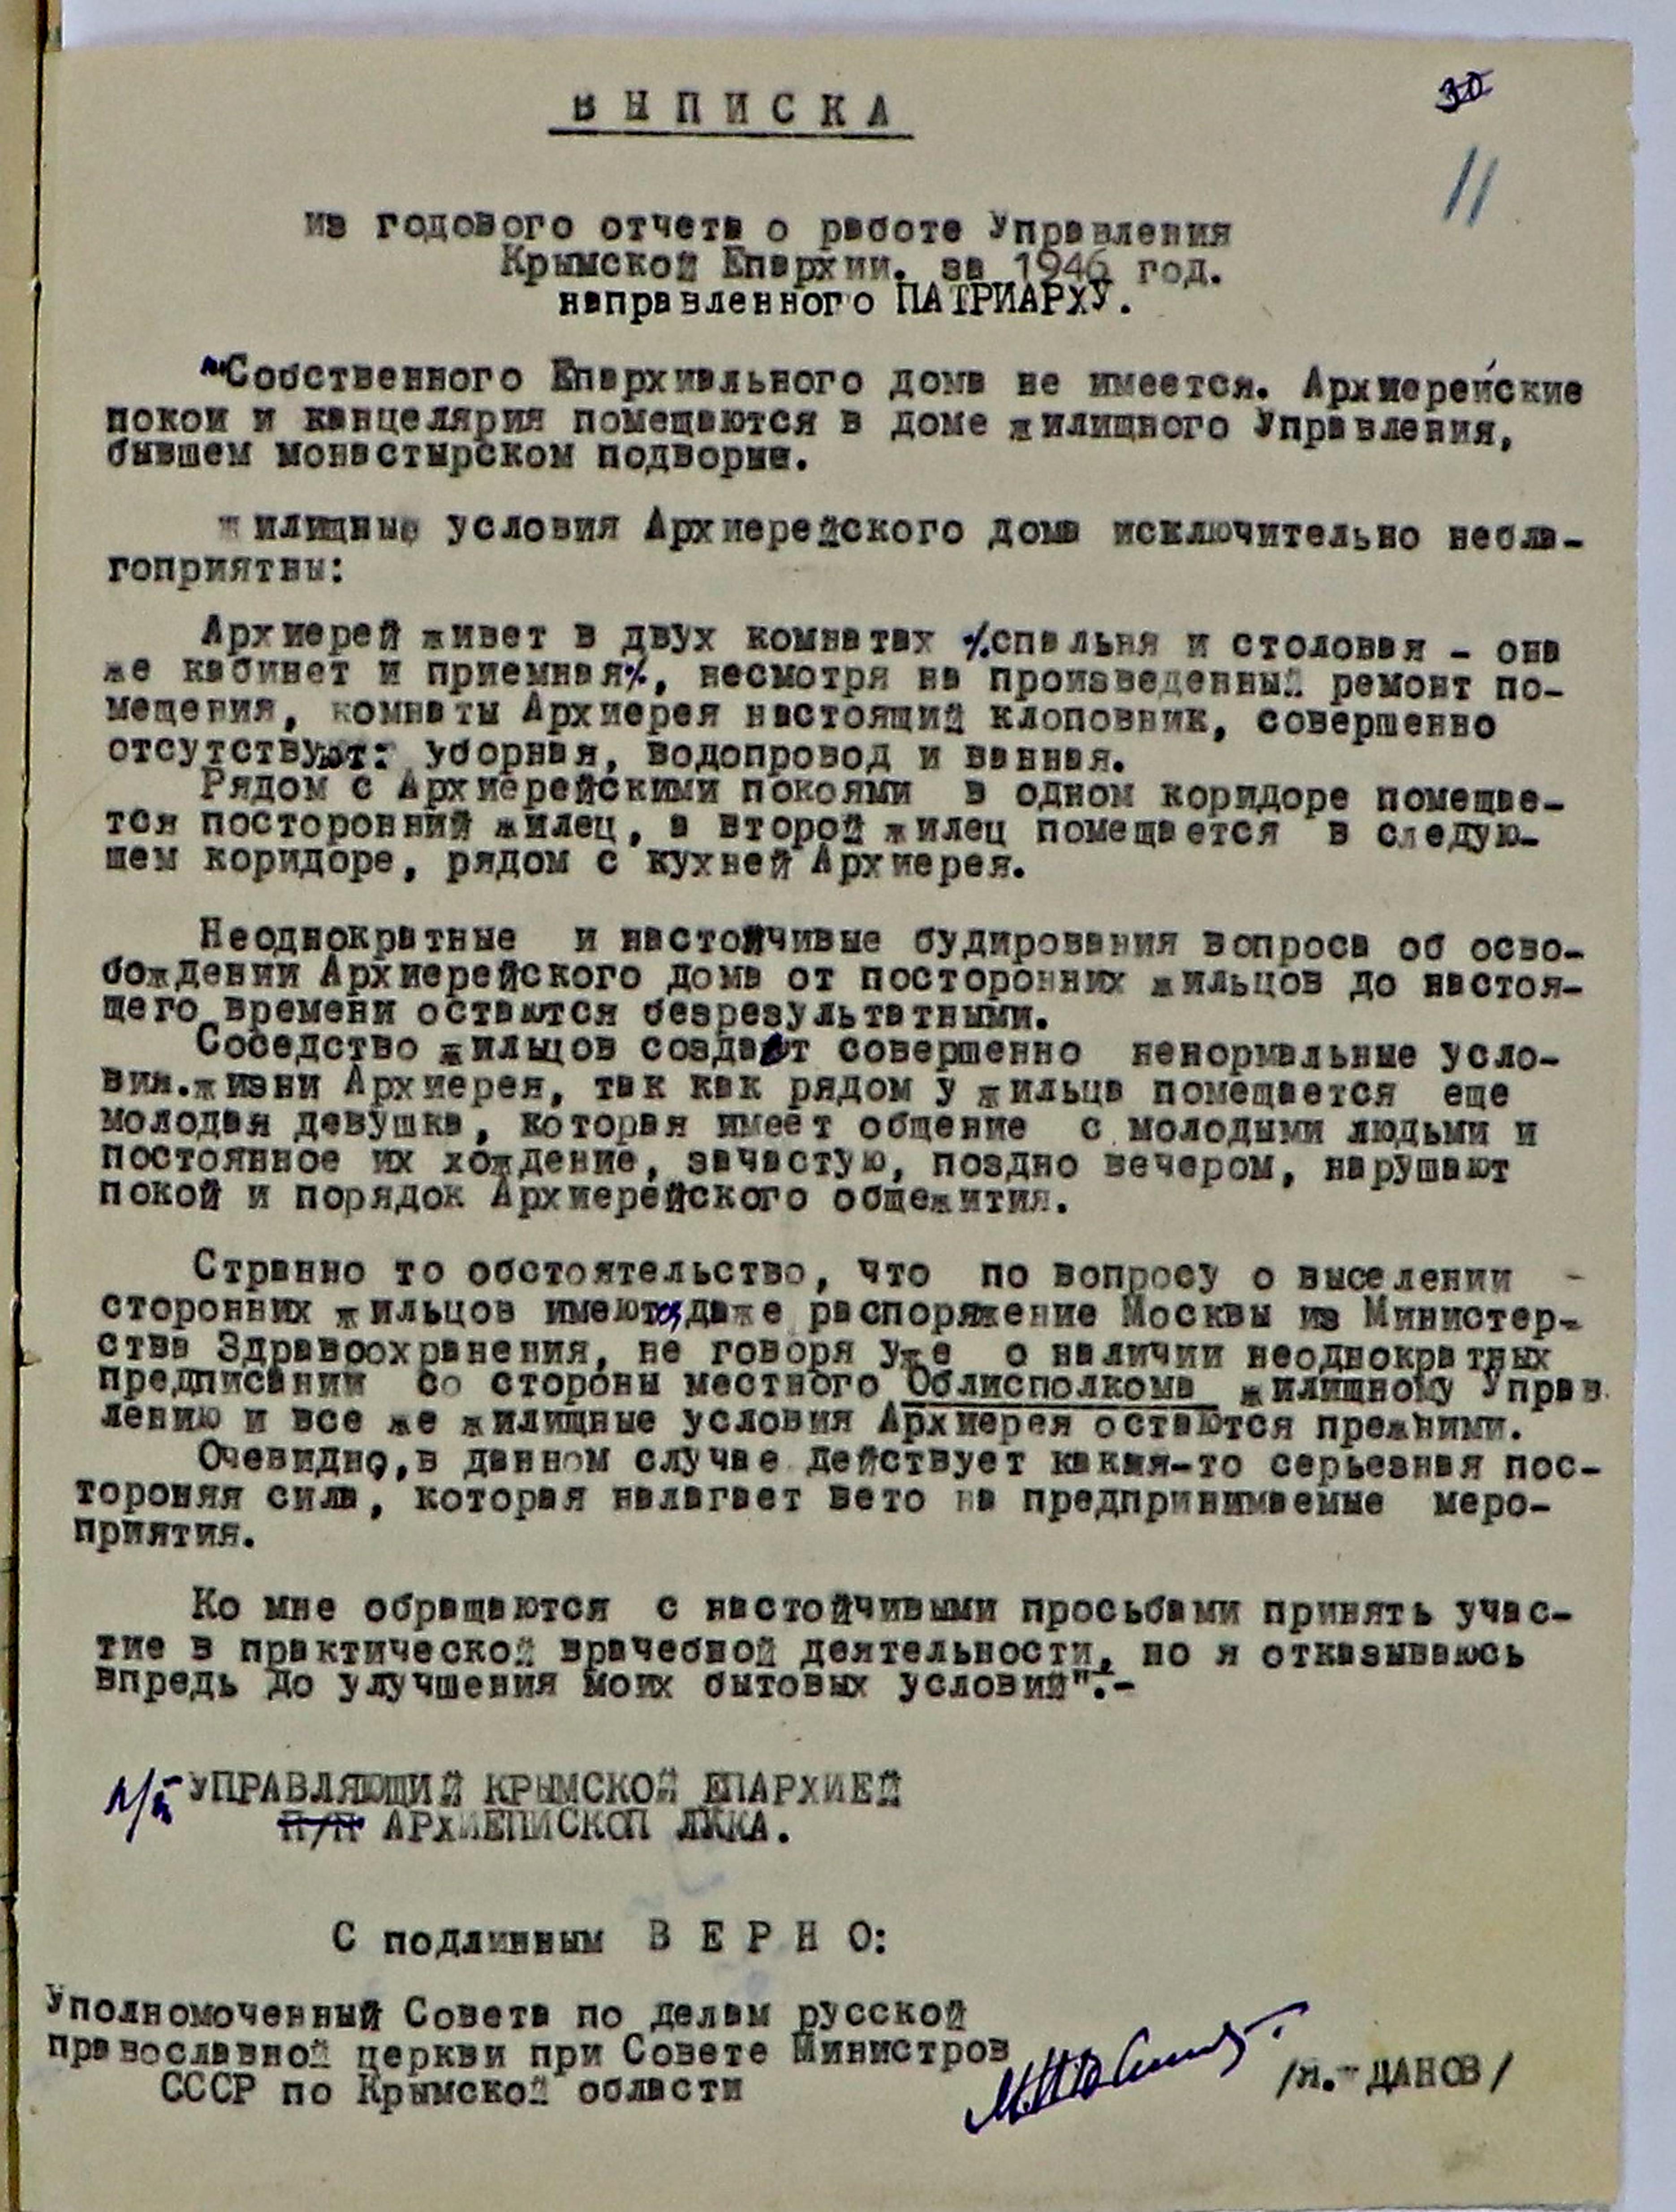 30
11
ВЫПИСКА
из годового отчета о работе Управления
Крымской Епархии. за 1946 год.
направленного ПАТРИАРХУ.
"Собственного Епархиального дома не имеется. Архиерейские
покои и канцелярия помещаются в доме жилищного Управления,
бывшем монастырском подворье.
жилищные условия Архиерейского дома исключительно небла-
гоприятны:
Архиерей живет в двух комнатах %спальня и столовая - она
же кабинет и приемная%, несмотря на произведенный ремонт по-
мещения, комнаты Архиерея настоящий клоповник, совершенно
отсутствуют: уборная, водопровод и ванная.
Рядом с Архиерейскими покоями в одном коридоре помещае-
тся посторонний жилец, а второй жилец помещается в следую-
щем коридоре, рядом с кухней Архиерея.
Неоднократные и настойчивые будирования вопроса об осво-
бождении Архиерейского дома от посторонних жильцов до настоя-
щего времени остаются безрезультатными.
Соседство жильцов создает совершенно ненормальные усло-
вия.жизни Архиерея, так как рядом у жильца помещается еще
молодая девушка, которая имеет общение с молодыми людьми и
постоянное их хождение, зачастую, поздно вечером, нарушают
покой и порядок Архиерейского общежития.
Странно то обстоятельство, что по вопросу о выселении -
сторонних жильцов имеются, даже распоряжение Москвы из Министер-
ства Здравоохранения, не говоря уже о наличии неоднократных
предписании со стороны местного Облисполкома жилищному Управ
лению и все же жилищные условия Архиерея остаются прежними.
Очевидно, в данном случае действует какая-то серьезная пос-
тороняя сила, которая налагает вето на предпринимаемые меро-
приятия.
Ко мне обращаются с настойчивыми просьбами принять учас-
тие в практической врачебной деятельности, но я отказываюсь
впредь до улучшения моих бытовых условий".-
п/п УПРАВЛЯЮЩИЙ КРЫМСКОЙ ЕПАРХИЕЙ
П/П АРХИЕПИСКОП ЛУКА.
С подлинным ВЕРНО:
Уполномоченный Совета по делам русской
православной церкви при Совете Министров
СССР по Крымской области
/Я.-ДАНОВ/